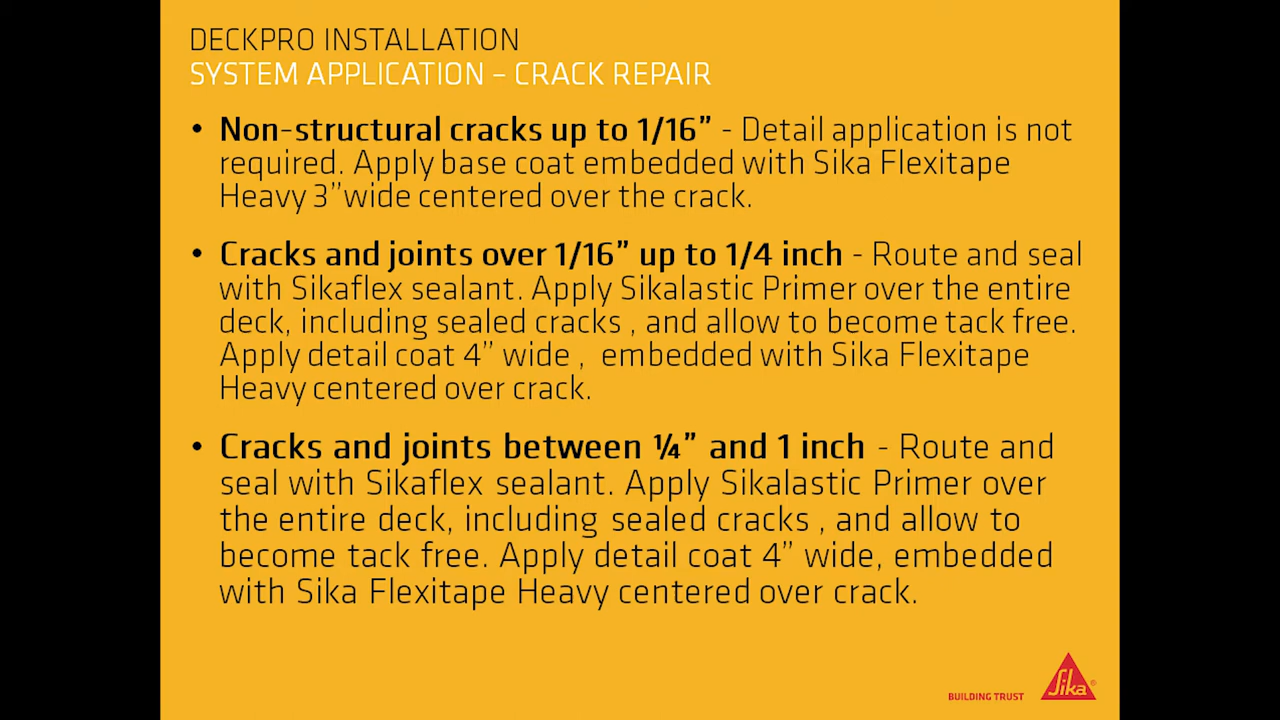 DECKPRO INSTALLATION
SYSTEM APPLICATION – CRACK REPAIR
• Non-structural cracks up to 1/16” - Detail application is not
required. Apply base coat embedded with Sika Flexitape
Heavy 3”wide centered over the crack.
• Cracks and joints over 1/16” up to 1/4 inch - Route and seal
with Sikaflex sealant. Apply Sikalastic Primer over the entire
deck, including sealed cracks , and allow to become tack free.
Apply detail coat 4” wide , embedded with Sika Flexitape
Heavy centered over crack.
• Cracks and joints between ¼” and 1 inch - Route and
seal with Sikaflex sealant. Apply Sikalastic Primer over
the entire deck, including sealed cracks , and allow to
become tack free. Apply detail coat 4” wide, embedded
with Sika Flexitape Heavy centered over crack.
BUILDING TRUST
Sika®